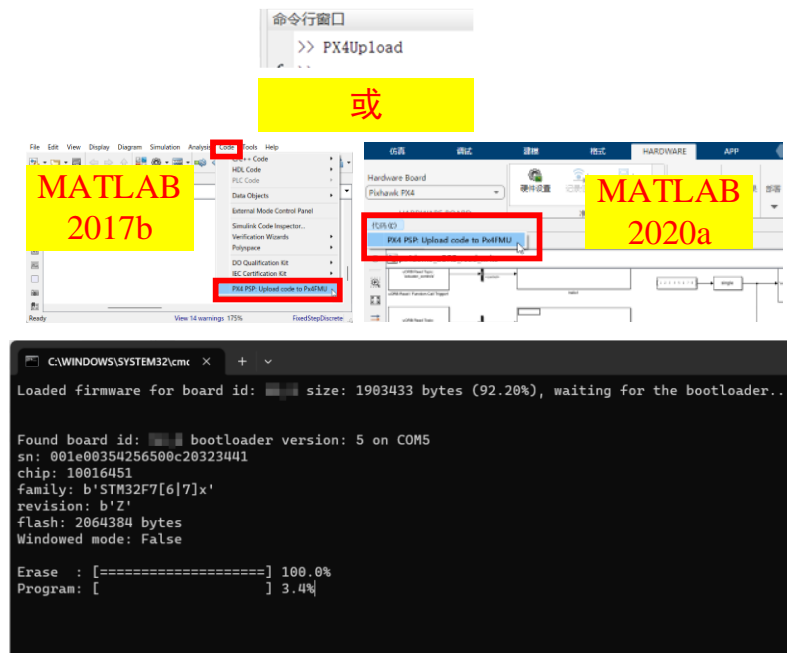 命令行窗口
>> PX4Upload
或
File Edit View Display Diagram Simulation Analysis Code Tools Help
C/C++ Code
HDL Code
PLC Code
Data Objects
External Mode Control Panel
Simulink Code Inspector...
Verification Wizards
Polyspace
DO Qualification Kit
IEC Certification Kit
PX4 PSP: Upload code to Px4FMU
MATLAB
2017b
Ready View 14 warnings 175% FixedStepDiscrete
仿真 调试 建模 格式 HARDWARE APP
Hardware Board
Pixhawk PX4
硬件设置
代码(C)
PX4 PSP: Upload code to Px4FMU
MATLAB
2020a
C:\WINDOWS\SYSTEM32\cmc × +
Loaded firmware for board id: size: 1903433 bytes (92.20%), waiting for the bootloader..
Found board id: bootloader version: 5 on COM5
sn: 001e00354256500c20323441
chip: 10016451
family: b'STM32F7[6|7]x'
revision: b'Z'
flash: 2064384 bytes
Windowed mode: False
Erase : [====================] 100.0%
Program: [ ] 3.4%